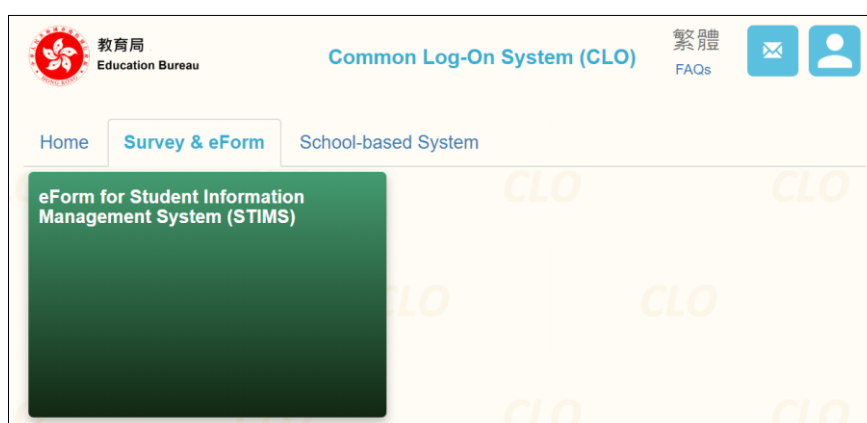 教育局
Education Bureau
Common Log-On System (CLO)
繁體
FAQs
Home
Survey & eForm
School-based System
eForm for Student Information
Management System (STIMS)
CLO
CLO
CLO
CLO
CLO
CLO